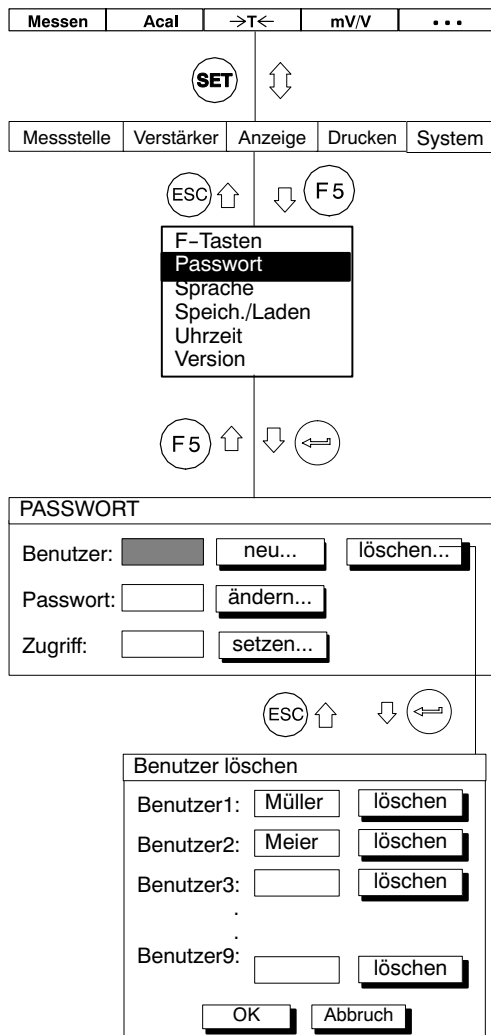 Messen Acal →T← mV/V ...
SET
Messstelle Verstärker Anzeige Drucken System
ESC F5
F-Tasten
Passwort
Sprache
Speich./Laden
Uhrzeit
Version
F5
PASSWORT
Benutzer: neu... löschen...
Passwort: ändern...
Zugriff: setzen...
ESC
Benutzer löschen
Benutzer1: Müller löschen
Benutzer2: Meier löschen
Benutzer3: löschen
.
.
Benutzer9: löschen
OK Abbruch